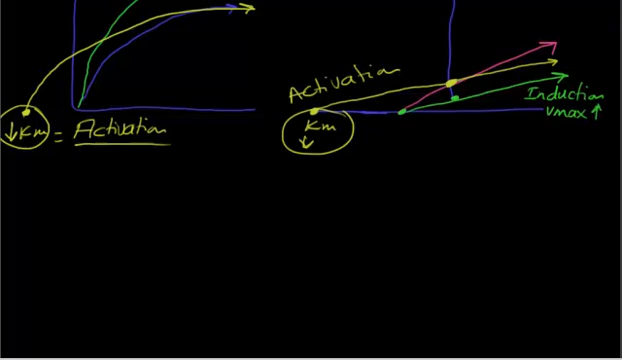 ↓Km = Activation
Activation
Km
↓
Induction
Vmax ↑